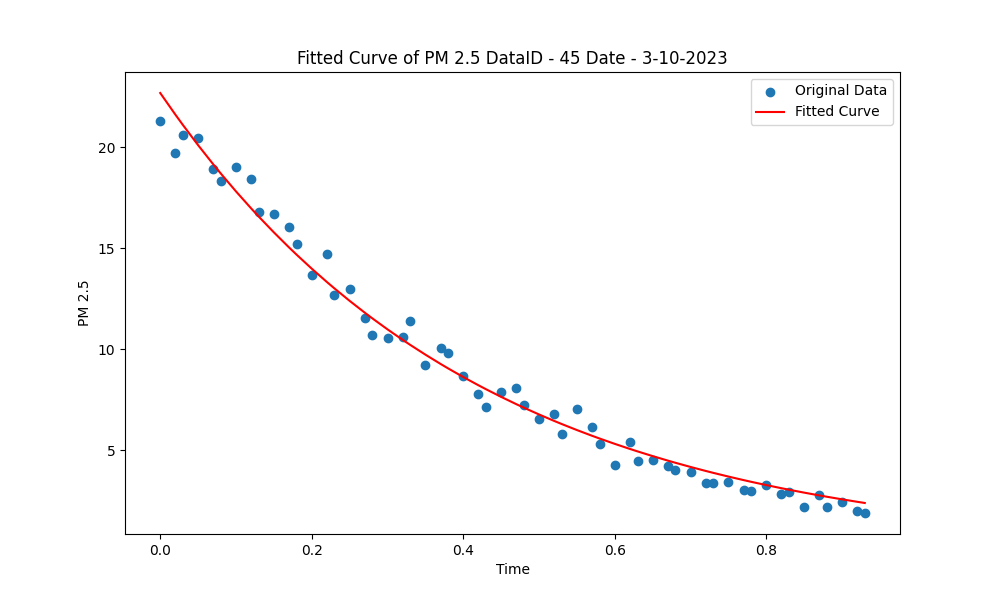 Fitted Curve of PM 2.5 DataID - 45 Date - 3-10-2023
Original Data
Fitted Curve
20
15
10
5
PM 2.5
0.0 0.2 0.4 0.6 0.8
Time